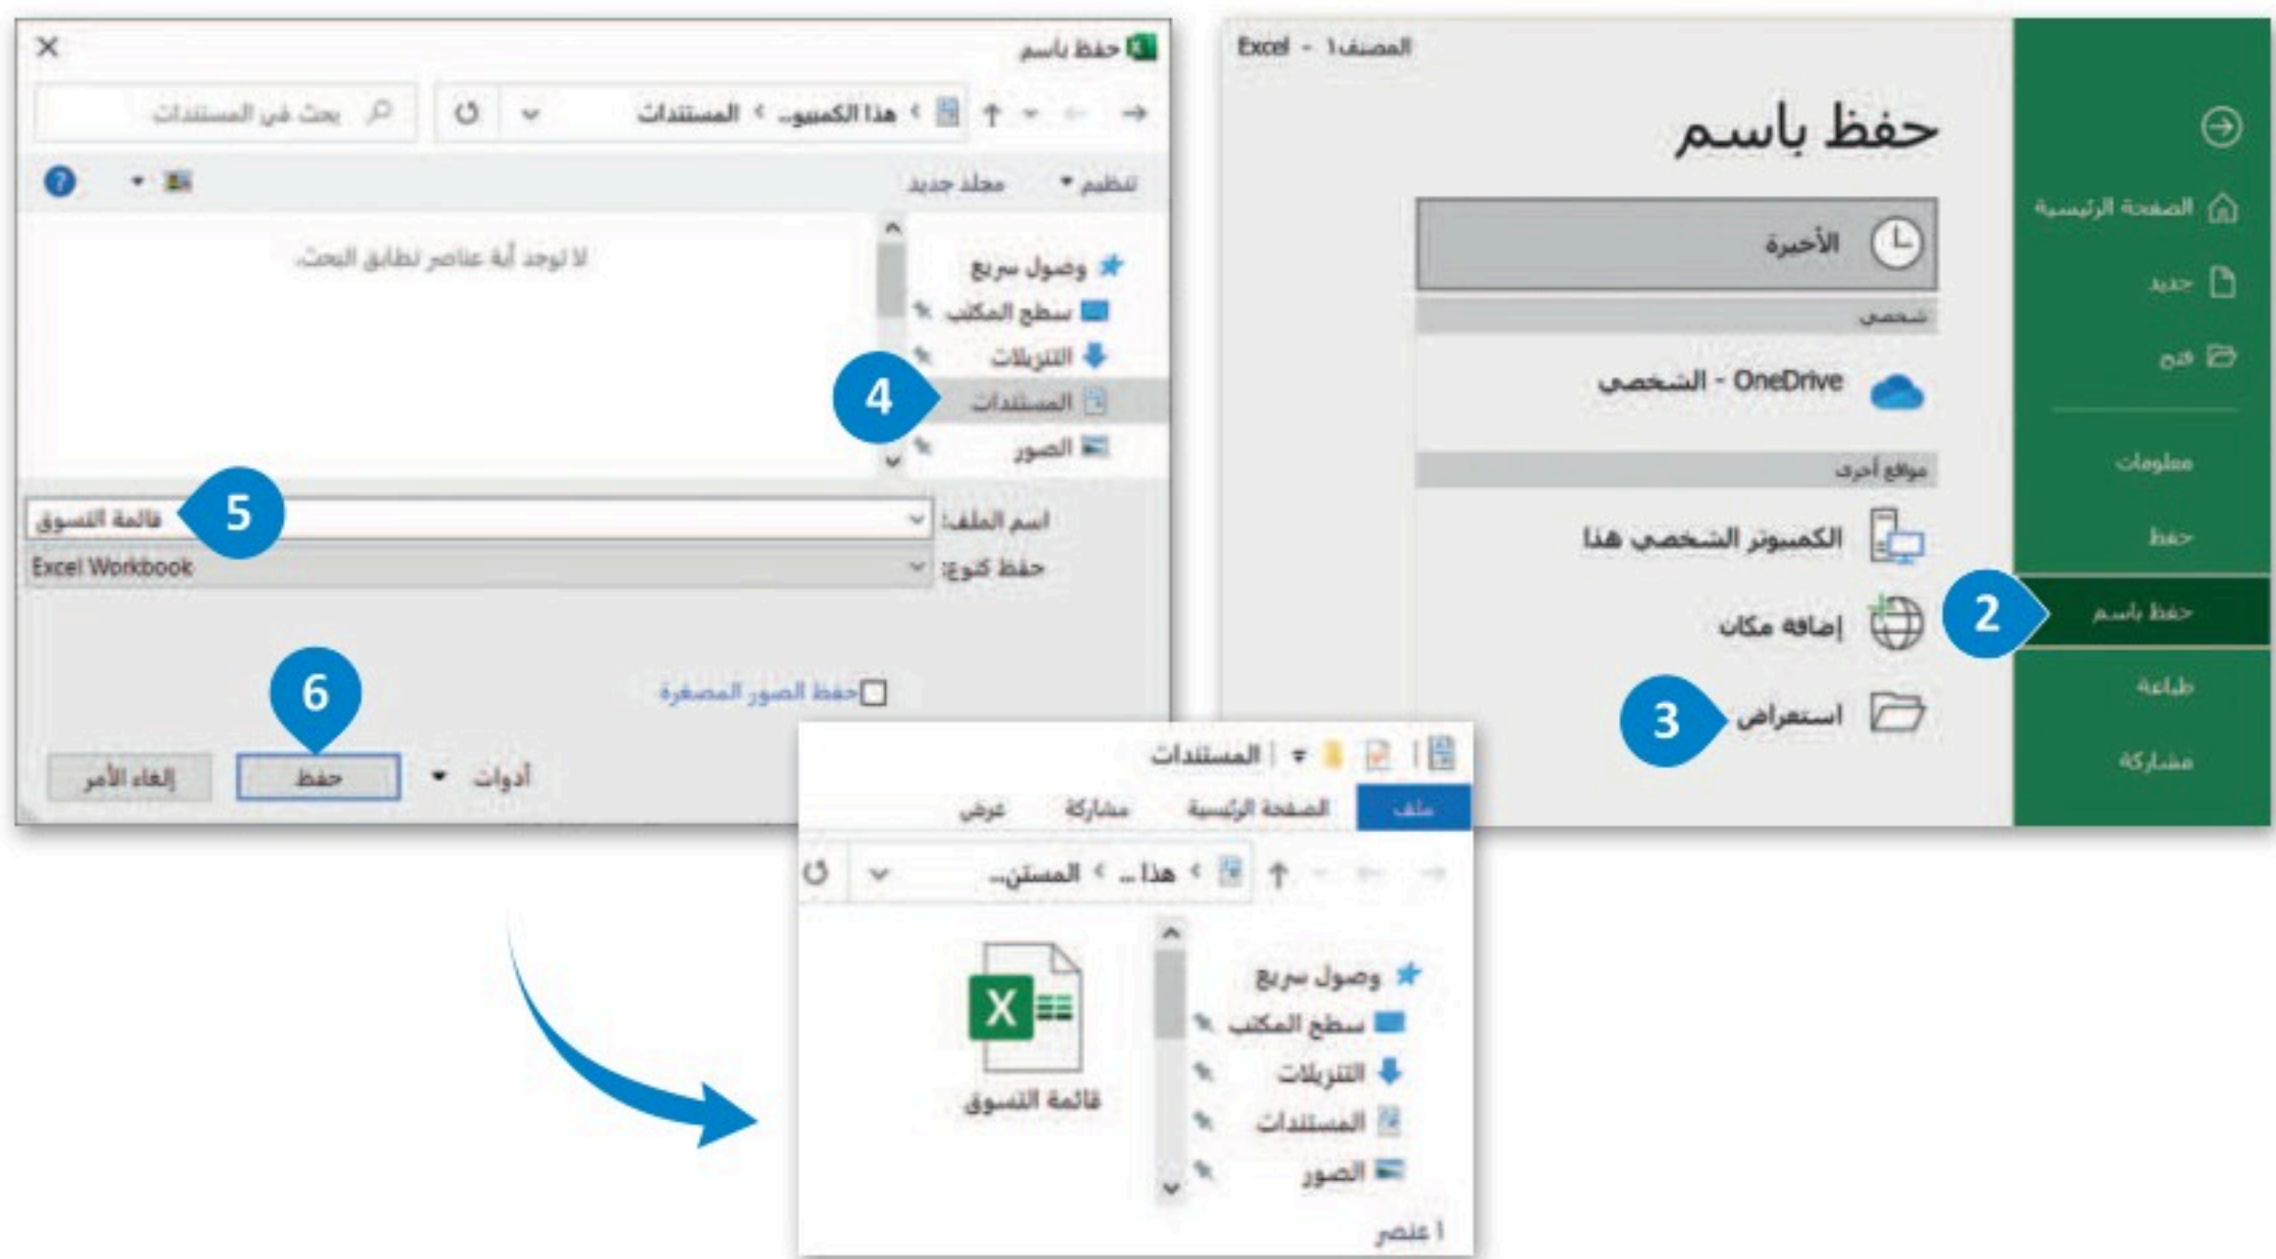 المصنف١ - Excel
حفظ باسم
الأخيرة
شخصي
OneDrive - الشخصي
مواقع أخرى
الكمبيوتر الشخصي هذا
إضافة مكان
استعراض
3
الصفحة الرئيسية
جديد
فتح
معلومات
حفظ
حفظ باسم
2
طباعة
مشاركة
حفظ باسم
هذا الكمبيو... > المستندات
بحث في المستندات
تنظيم
مجلد جديد
وصول سريع
سطح المكتب
التنزيلات
المستندات
4
الصور
لا توجد أية عناصر تطابق البحث.
اسم الملف: قائمة التسوق
5
حفظ كنوع: Excel Workbook
حفظ الصور المصغرة
6
أدوات
حفظ
إلغاء الأمر
المستندات
ملف الصفحة الرئيسية مشاركة عرض
هذا ... > المستن...
وصول سريع
سطح المكتب
التنزيلات
المستندات
الصور
قائمة التسوق
١ عنصر